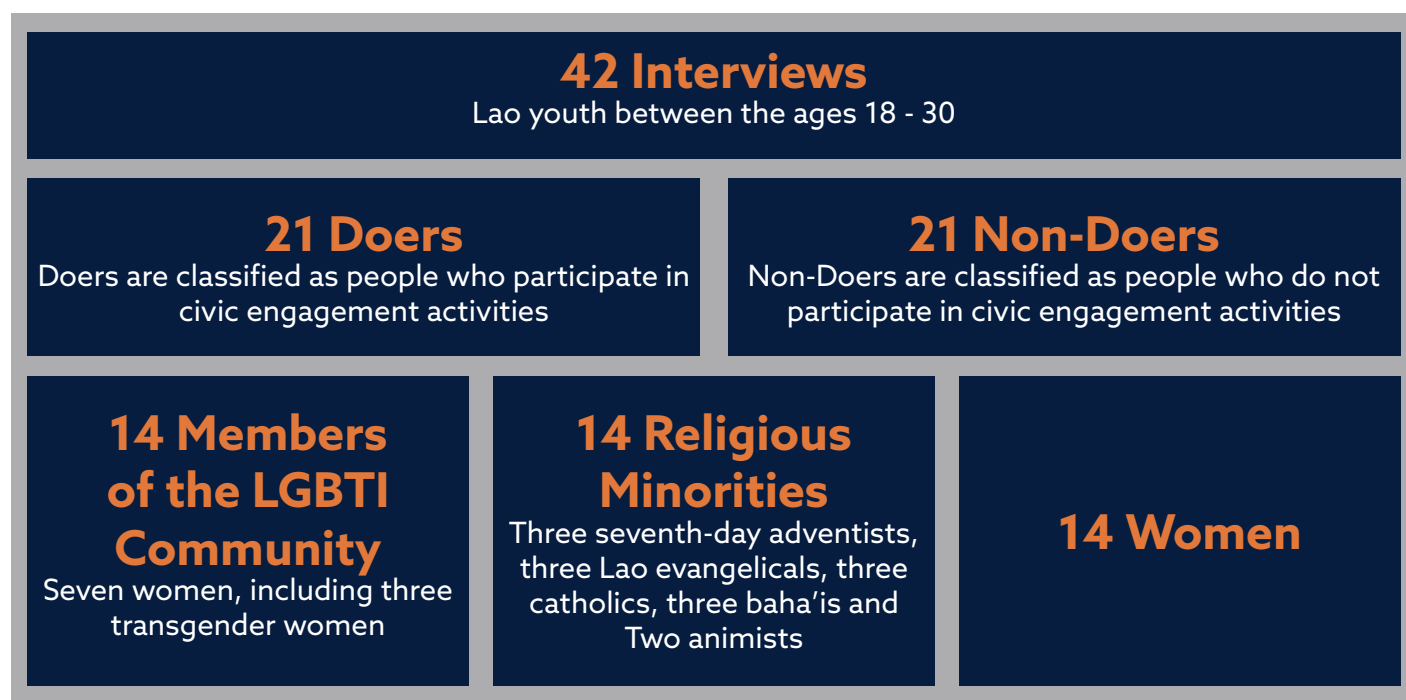 42 Interviews
Lao youth between the ages 18 - 30
21 Doers
Doers are classified as people who participate in
civic engagement activities
21 Non-Doers
Non-Doers are classified as people who do not
participate in civic engagement activities
14 Members
of the LGBTI
Community
Seven women, including three
transgender women
14 Religious
Minorities
Three seventh-day adventists,
three Lao evangelicals, three
catholics, three baha’is and
Two animists
14 Women